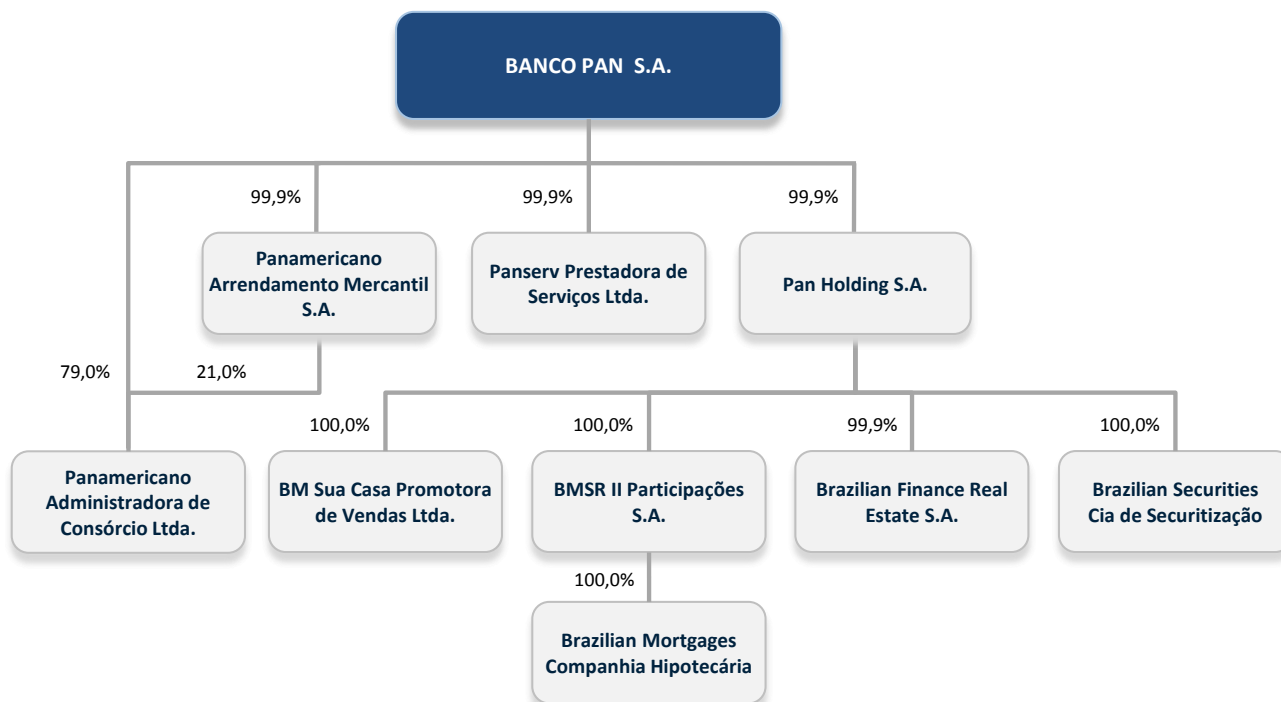 BANCO PAN S.A.
99,9%
99,9%
99,9%
Panamericano
Arrendamento Mercantil
S.A.
Panserv Prestadora de
Serviços Ltda.
Pan Holding S.A.
79,0%
21,0%
100,0%
100,0%
99,9%
100,0%
Panamericano
Administradora de
Consórcio Ltda.
BM Sua Casa Promotora
de Vendas Ltda.
BMSR II Participações
S.A.
Brazilian Finance Real
Estate S.A.
Brazilian Securities
Cia de Securitização
100,0%
Brazilian Mortgages
Companhia Hipotecária